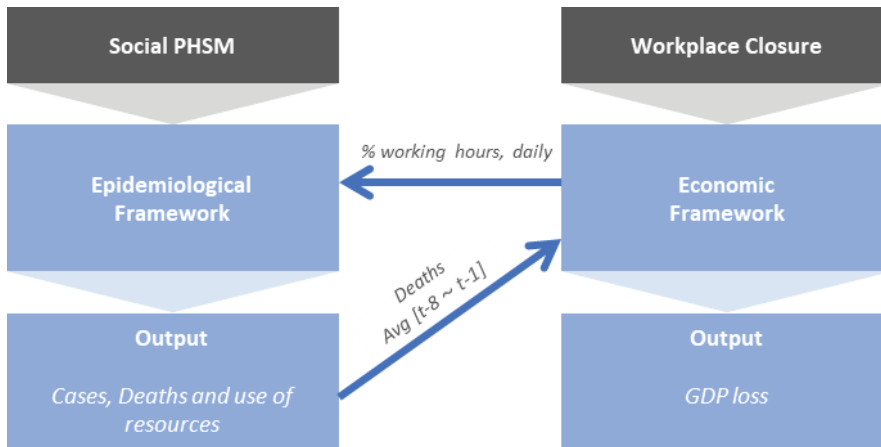 Social PHSM
Workplace Closure
% working hours, daily
Epidemiological
Framework
Economic
Framework
Deaths
Avg [t-8 ~ t-1]
Output
Cases, Deaths and use of
resources
Output
GDP loss